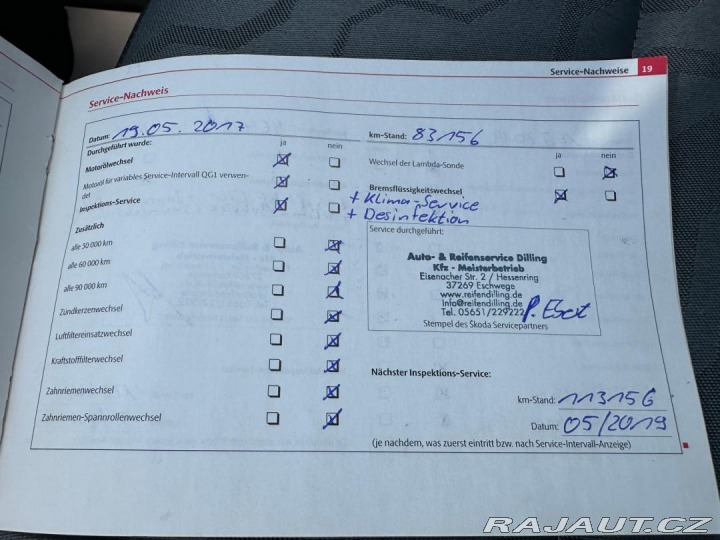 Service-Nachweise 19
Service-Nachweis
Datum: 19.05.2017
Durchgeführt wurde: ja nein
Motorölwechsel
Motoröl für variables Service-Intervall QG1 verwen-
det
Inspektions-Service
Zusätzlich
alle 30 000 km
alle 60 000 km
alle 90 000 km
Zündkerzenwechsel
Luftfiltereinsatzwechsel
Kraftstofffilterwechsel
Zahnriemenwechsel
Zahnriemen-Spannrollenwechsel
km-Stand: 83156
ja nein
Wechsel der Lambda-Sonde
Bremsflüssigkeitswechsel
+ Klima-Service
+ Desinfektion
Service durchgeführt:
Auto- & Reifenservice Dilling
Kfz - Meisterbetrieb
Eisenacher Str. 2 / Hessenring
37269 Eschwege
www.reifendilling.de
Info@reifendilling.de
Tel. 05651/229222
Stempel des Škoda Servicepartners
Nächster Inspektions-Service:
km-Stand: 113156
Datum: 05/2019
(je nachdem, was zuerst eintritt bzw. nach Service-Intervall-Anzeige)
RAJAUT.CZ